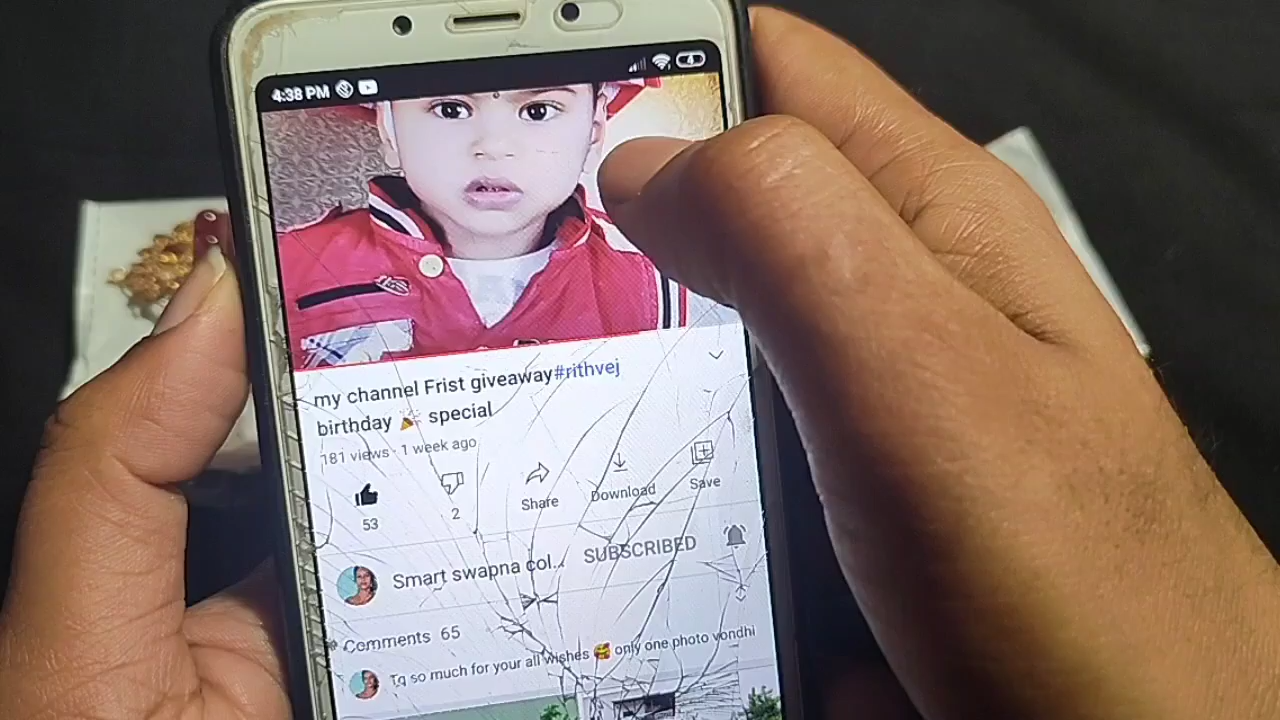 4:38 PM
my channel Frist giveaway#rithvej
birthday 🎉 special
181 views · 1 week ago
53
2
Share
Download
Save
Smart swapna col... SUBSCRIBED
Comments 65
Tq so much for your all wishes 🥰 only one photo vondhi